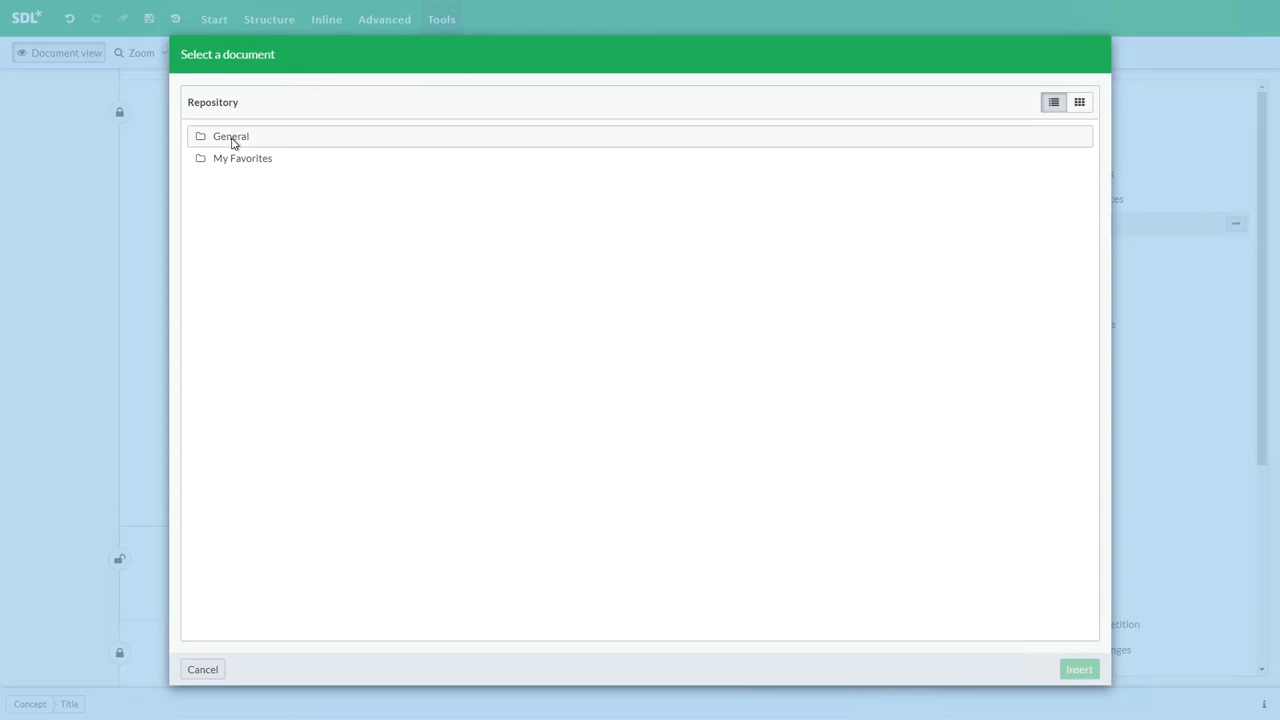 SDL*
Start Structure Inline Advanced Tools
Document view Zoom
Select a document
Repository
General
My Favorites
Cancel Insert
Concept Title